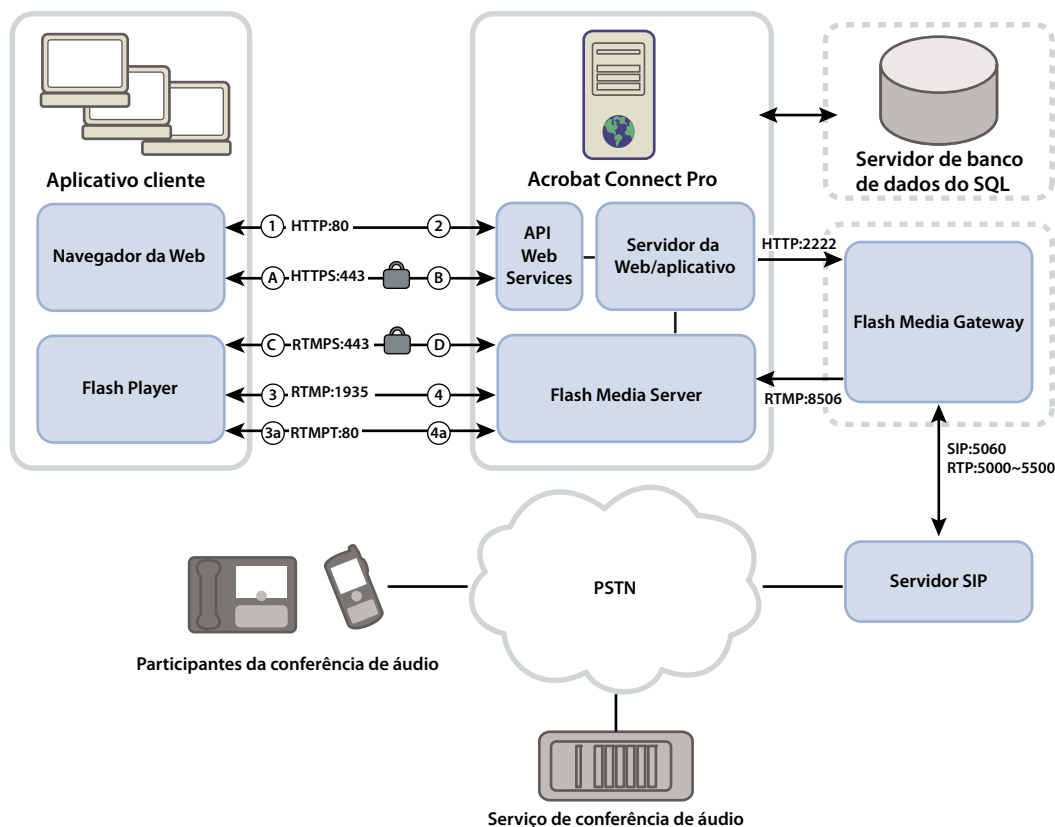 Aplicativo cliente
Acrobat Connect Pro
Servidor de banco
de dados do SQL
Navegador da Web
1 HTTP:80 2
A HTTPS:443 B
API
Web
Services
Servidor da
Web/aplicativo
HTTP:2222
Flash Media Gateway
Flash Player
C RTMPS:443 D
3 RTMP:1935 4
3a RTMPT:80 4a
Flash Media Server
RTMP:8506
SIP:5060
RTP:5000~5500
PSTN
Servidor SIP
Participantes da conferência de áudio
Serviço de conferência de áudio